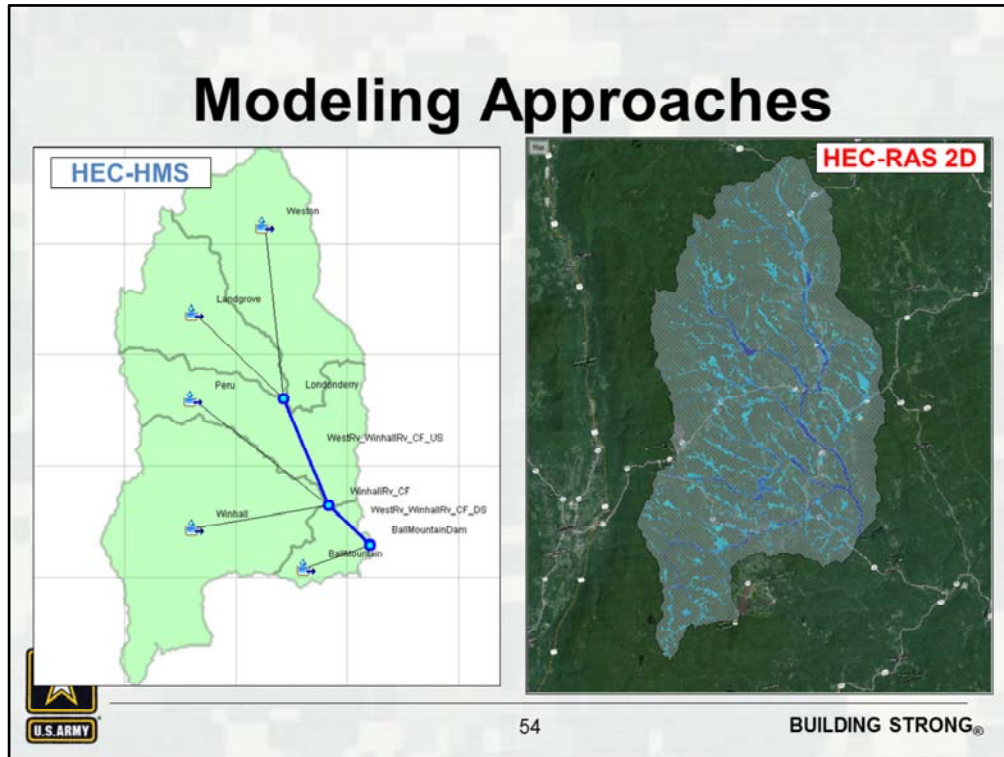 Modeling Approaches
HEC-HMS
Weston
Landgrove
Peru
Londonderry
WestRv_WinhallRv_CF_US
WinhallRv_CF
Winhall
WestRv_WinhallRv_CF_DS
BallMountainDam
BallMountain
HEC-RAS 2D
U.S.ARMY
54
BUILDING STRONG®